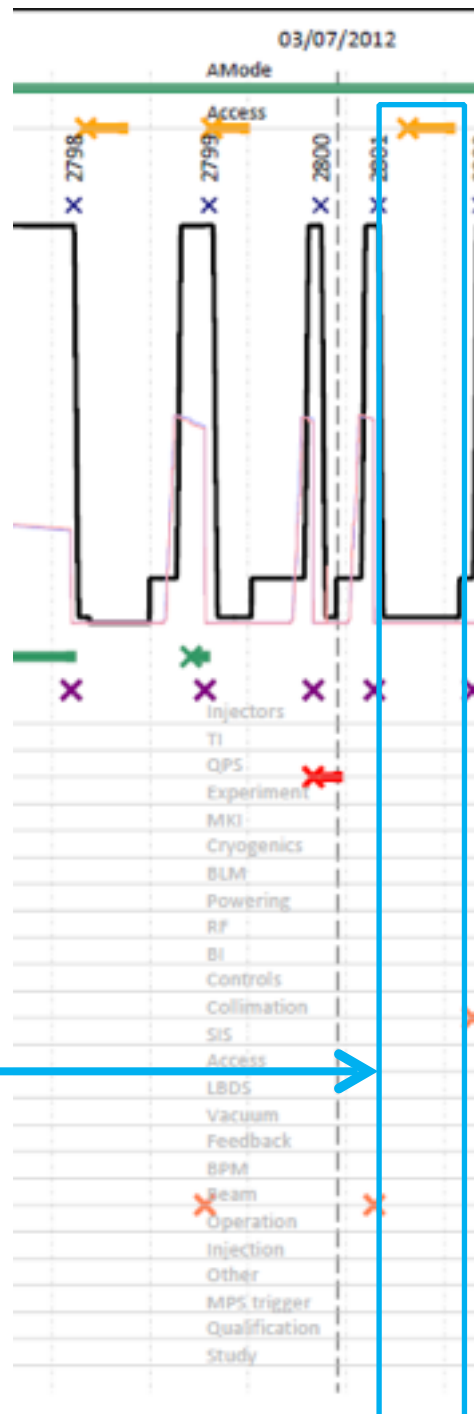 03/07/2012
AMode
Access
2798
2799
2800
2801
Injectors
TI
QPS
Experiment
MKI
Cryogenics
BLM
Powering
RF
BI
Controls
Collimation
SIS
Access
LBDS
Vacuum
Feedback
BPM
Beam
Operation
Injection
Other
MPS trigger
Qualification
Study